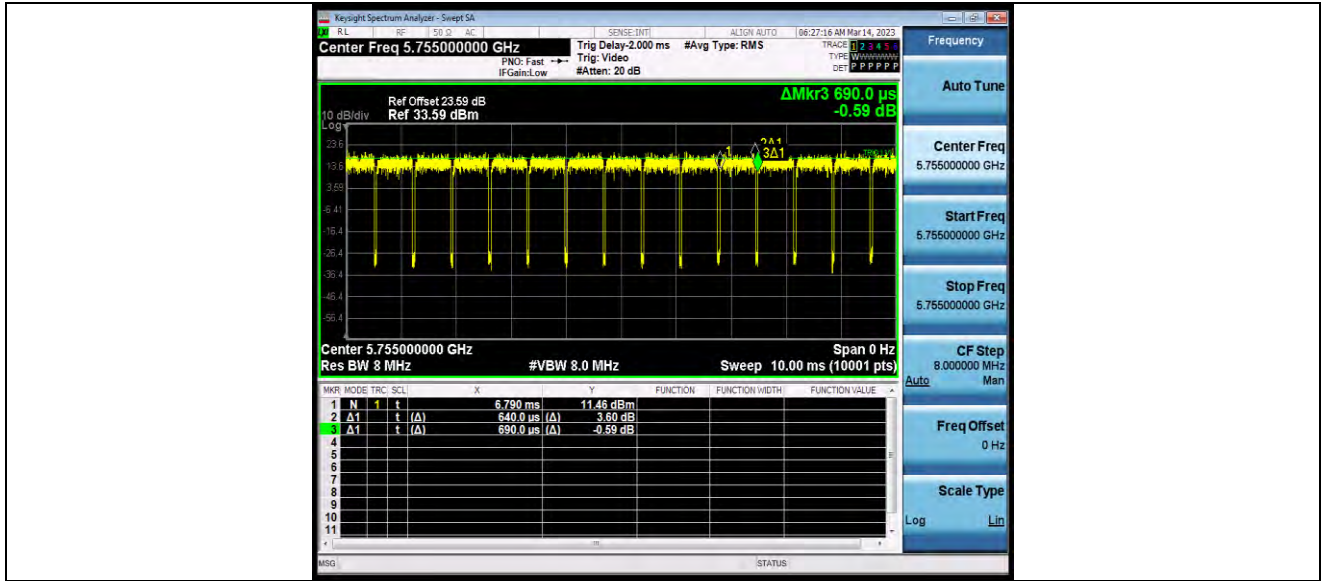 Keysight Spectrum Analyzer - Swept SA
RL RF 50 Ω AC SENSE:INT ALIGN AUTO 06:27:16 AM Mar 14, 2023
Center Freq 5.755000000 GHz
Trig Delay-2.000 ms #Avg Type: RMS
TRACE 1 2 3 4 5 6
PNO: Fast
Trig: Video
TYPE WWWWWW
IFGain:Low
#Atten: 20 dB
DET P P P P P P
ΔMkr3 690.0 µs
-0.59 dB
Ref Offset 23.59 dB
10 dB/div Ref 33.59 dBm
Log
23.6
13.6
3.59
-6.41
-16.4
-26.4
-36.4
-46.4
-56.4
1
2Δ1
3Δ1
Center 5.755000000 GHz Span 0 Hz
Res BW 8 MHz #VBW 8.0 MHz Sweep 10.00 ms (10001 pts)
MKR MODE TRC SCL X Y FUNCTION FUNCTION WIDTH FUNCTION VALUE
1 N 1 t 6.790 ms 11.46 dBm
2 Δ1 t (Δ) 640.0 µs (Δ) 3.60 dB
3 Δ1 t (Δ) 690.0 µs (Δ) -0.59 dB
4
5
6
7
8
9
10
11
MSG STATUS
Frequency
Auto Tune
Center Freq
5.755000000 GHz
Start Freq
5.755000000 GHz
Stop Freq
5.755000000 GHz
CF Step
8.000000 MHz
Auto Man
Freq Offset
0 Hz
Scale Type
Log Lin